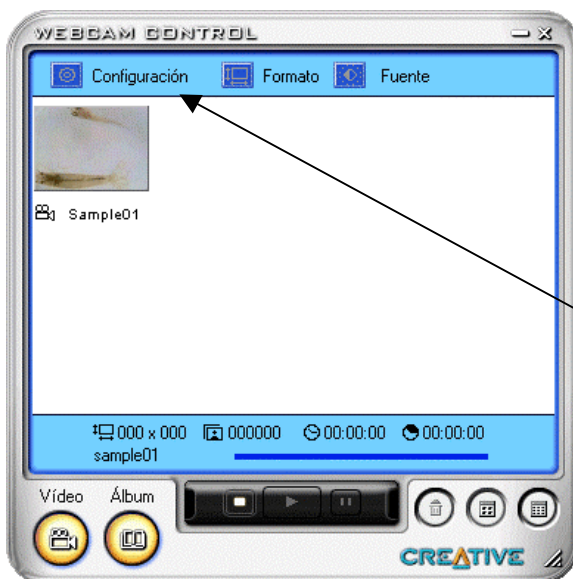 WEBCAM CONTROL
Configuración Formato Fuente
Sample01
000 x 000 000000 00:00:00 00:00:00
sample01
Vídeo Álbum
CREATIVE